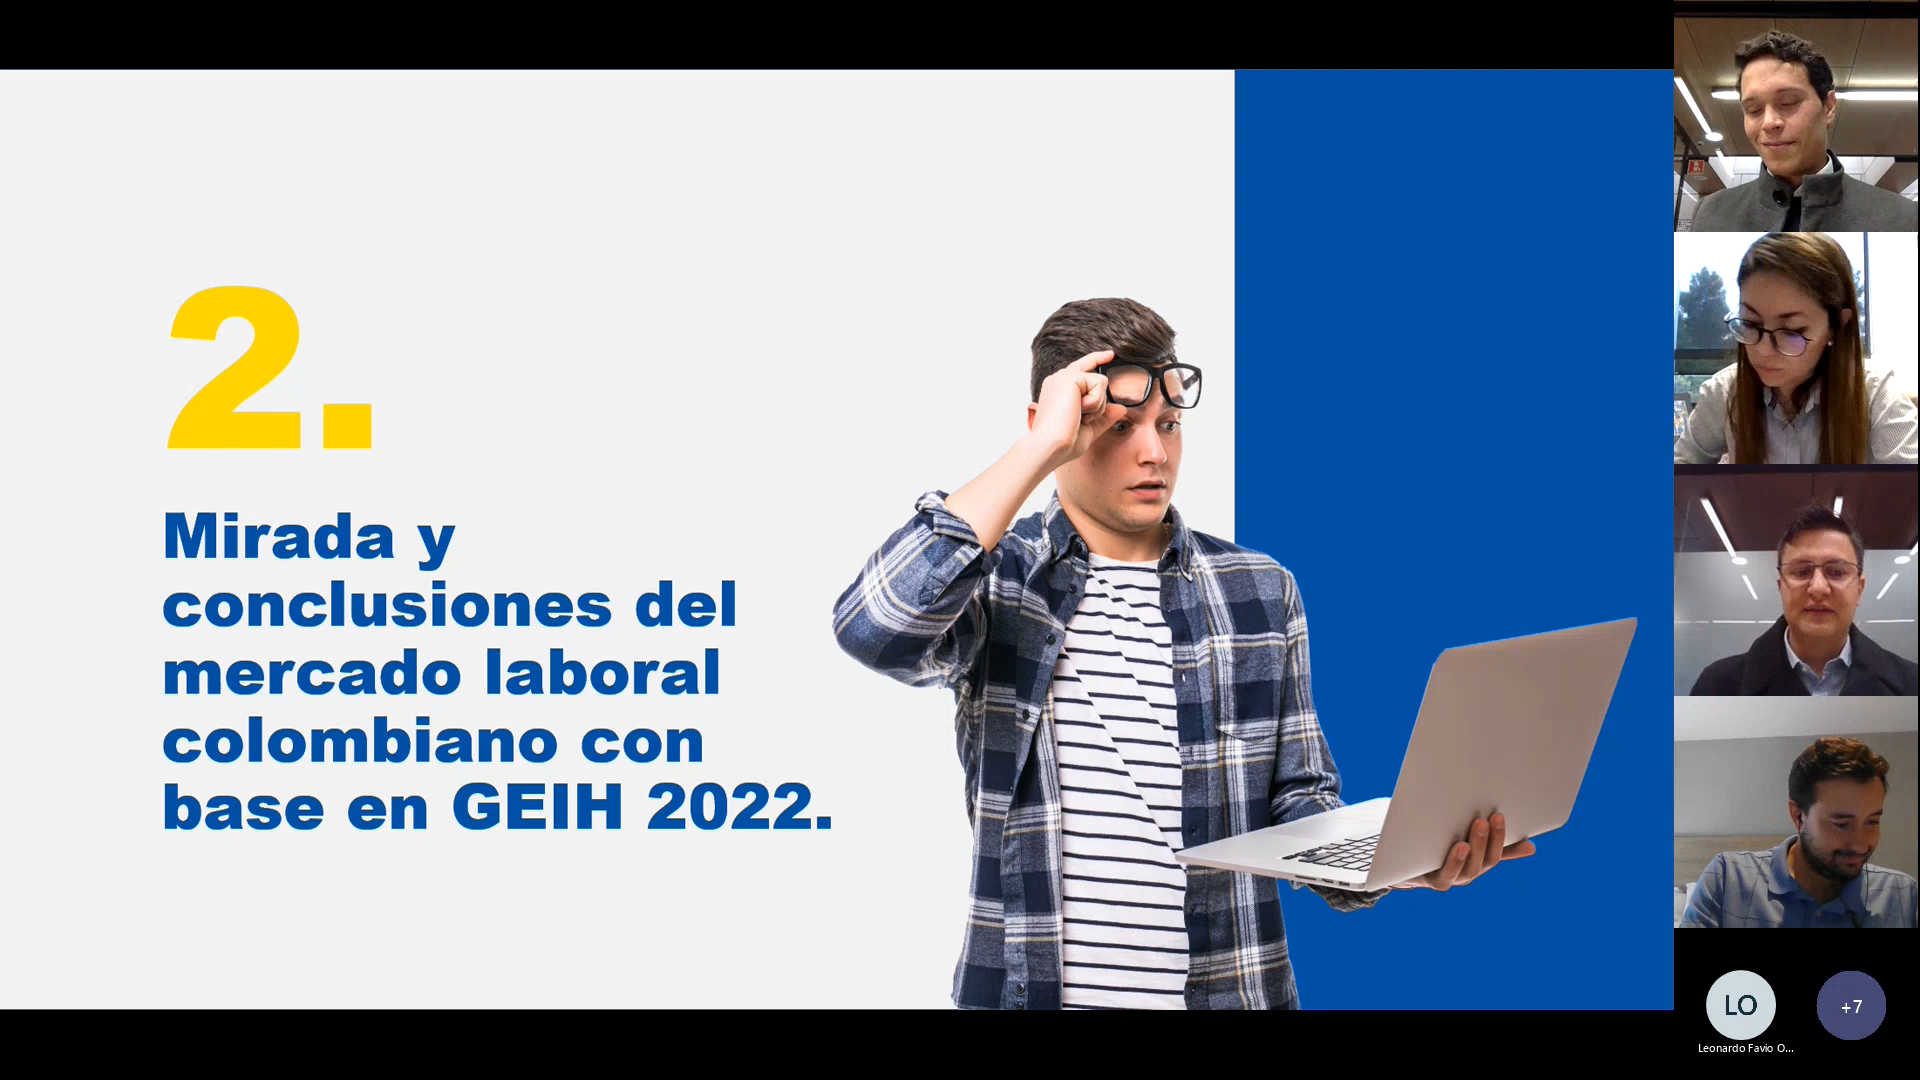 2.
Mirada y
conclusiones del
mercado laboral
colombiano con
base en GEIH 2022.
LO
+7
Leonardo Favio O...